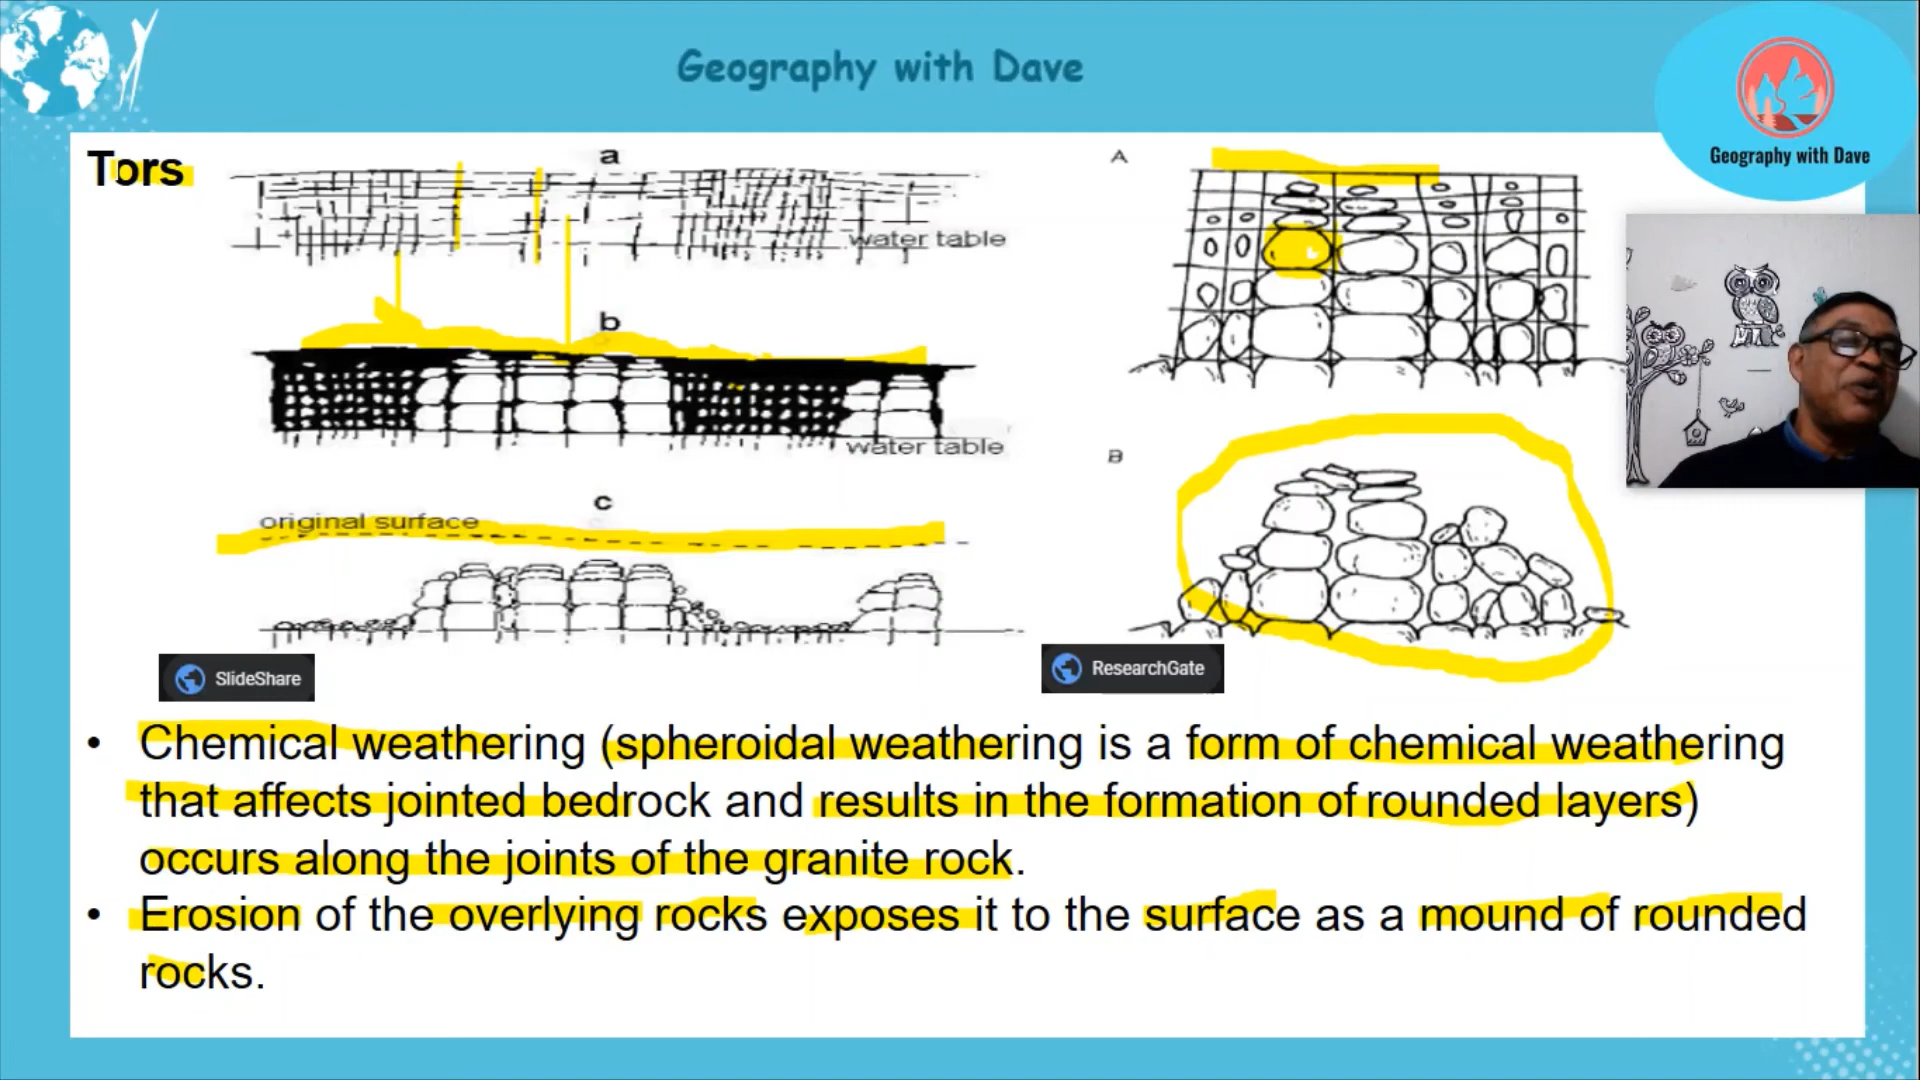 Geography with Dave
Geography with Dave
Tors
a
water table
b
water table
c
original surface
SlideShare
A
B
ResearchGate
• Chemical weathering (spheroidal weathering is a form of chemical weathering
that affects jointed bedrock and results in the formation of rounded layers)
occurs along the joints of the granite rock.
• Erosion of the overlying rocks exposes it to the surface as a mound of rounded
rocks.